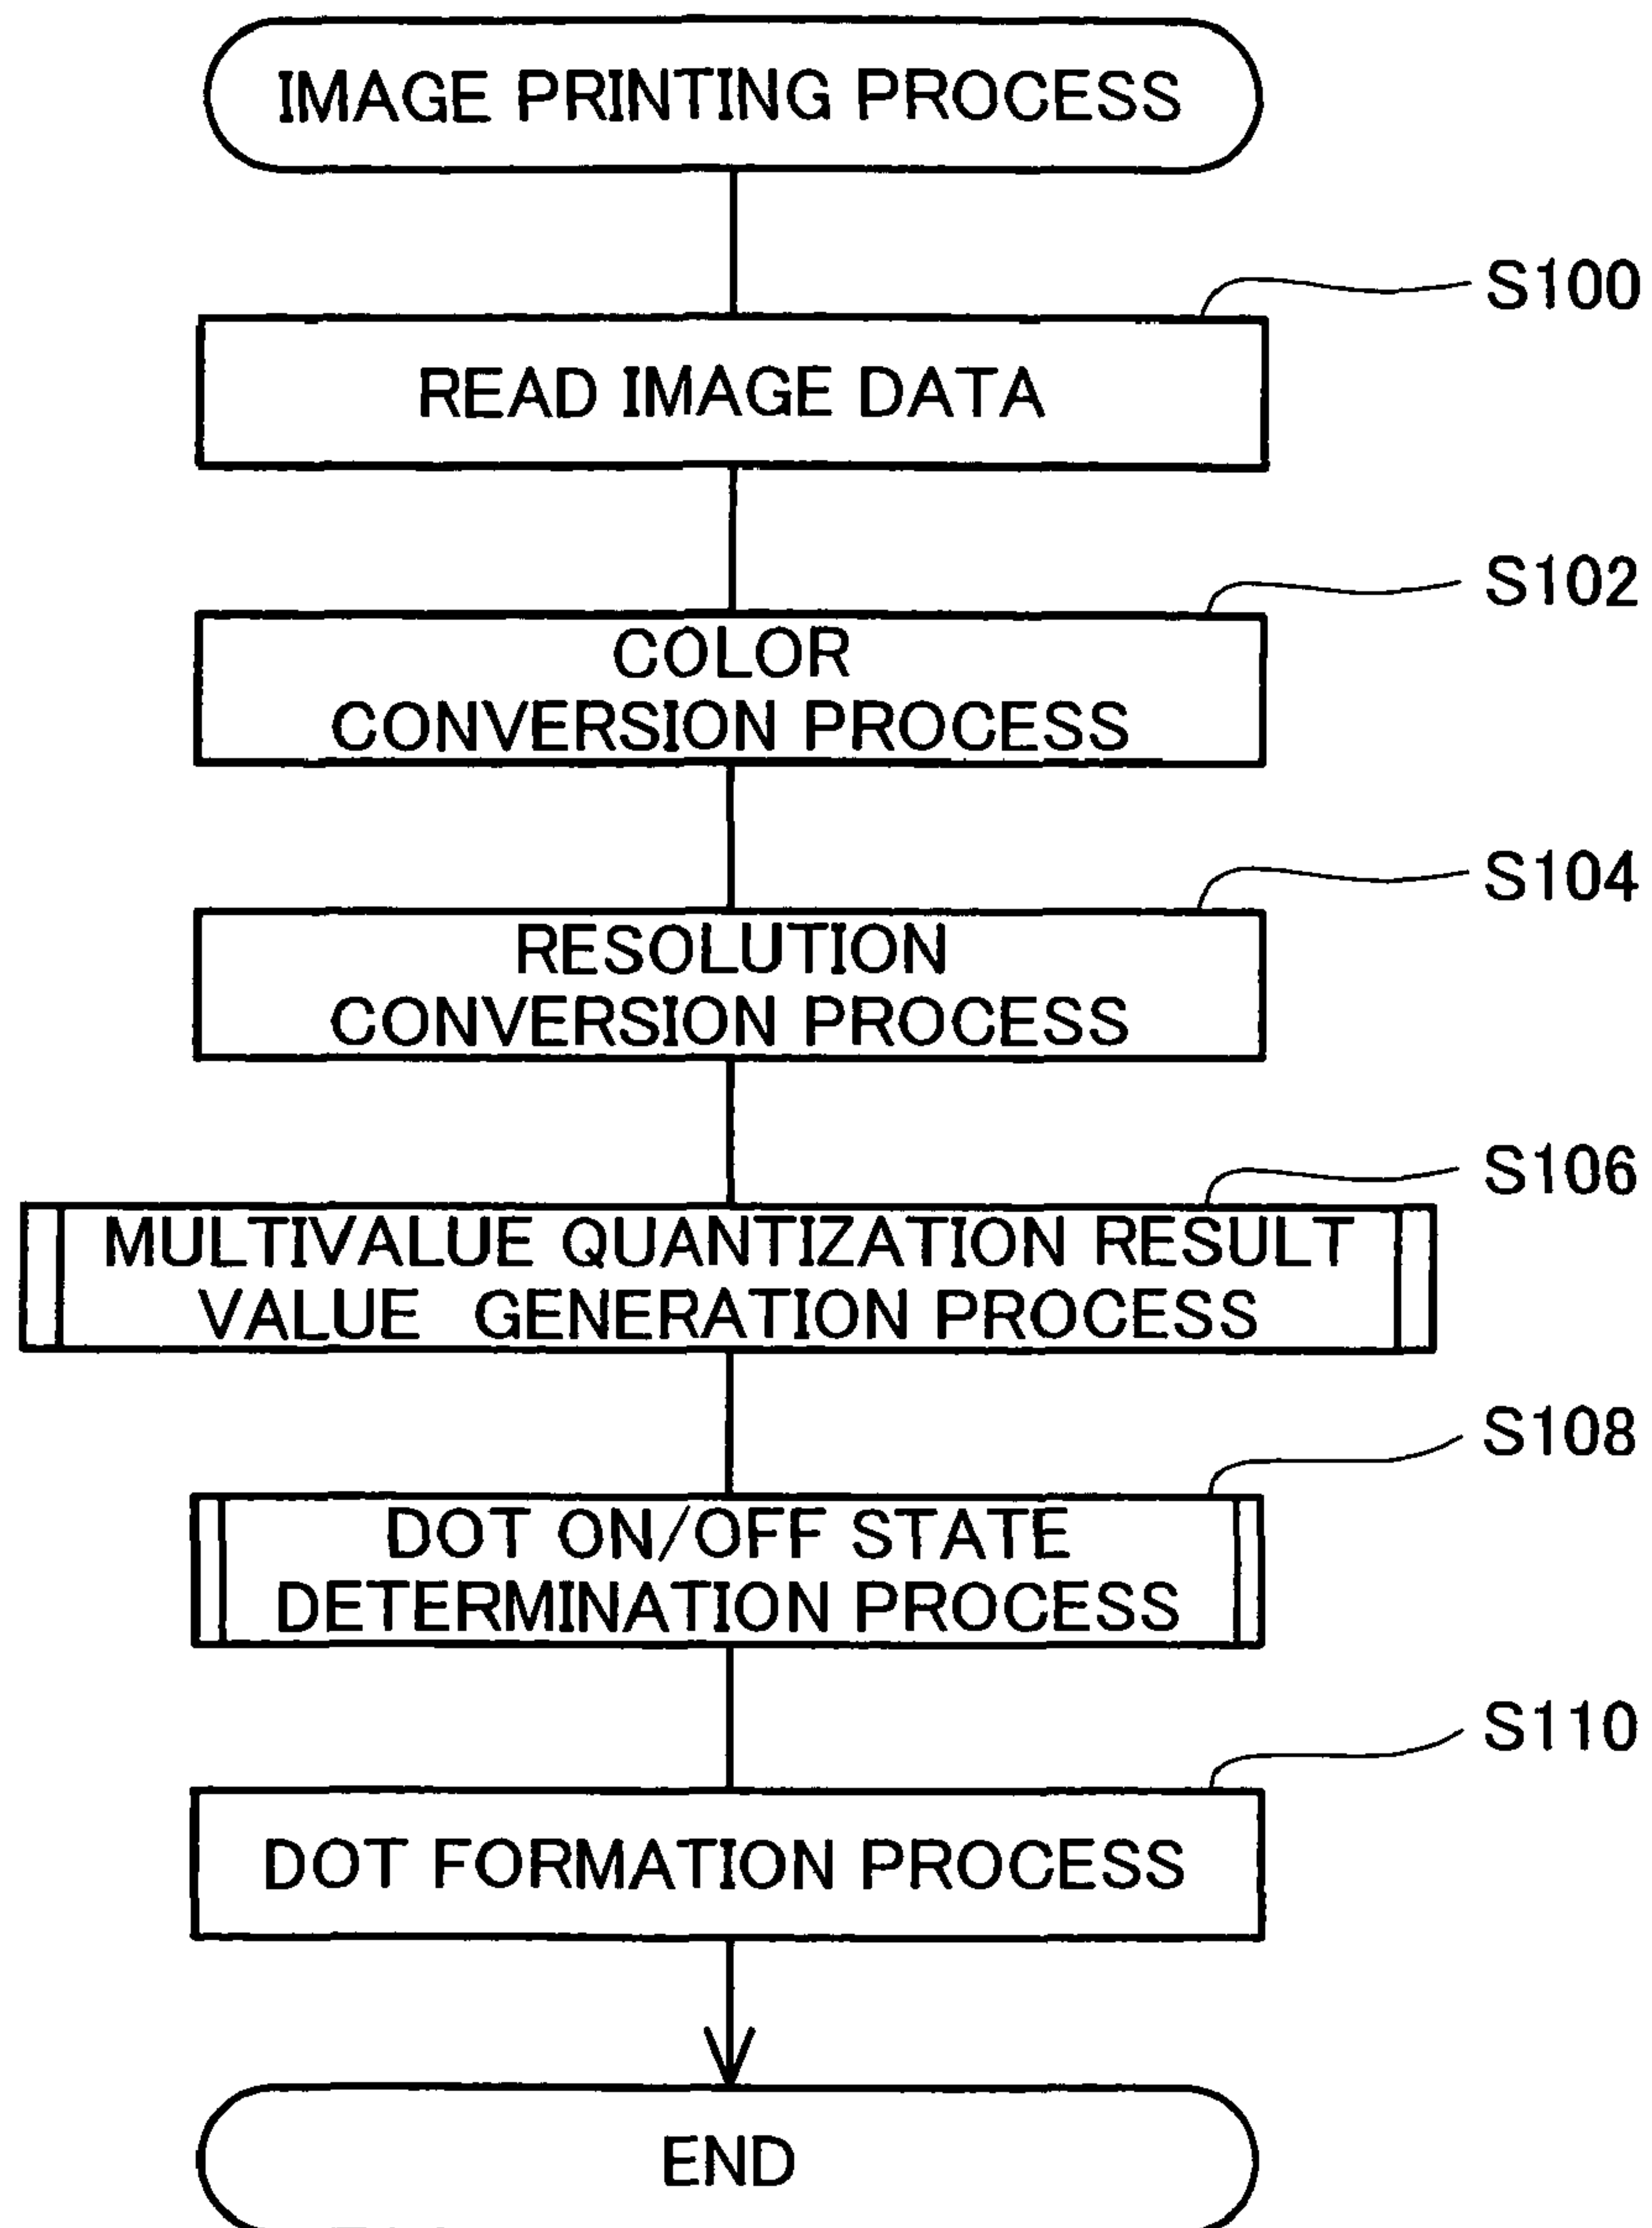 IMAGE PRINTING PROCESS
S100
READ IMAGE DATA
S102
COLOR
CONVERSION PROCESS
S104
RESOLUTION
CONVERSION PROCESS
S106
MULTIVALUE QUANTIZATION RESULT
VALUE GENERATION PROCESS
S108
DOT ON/OFF STATE
DETERMINATION PROCESS
S110
DOT FORMATION PROCESS
END